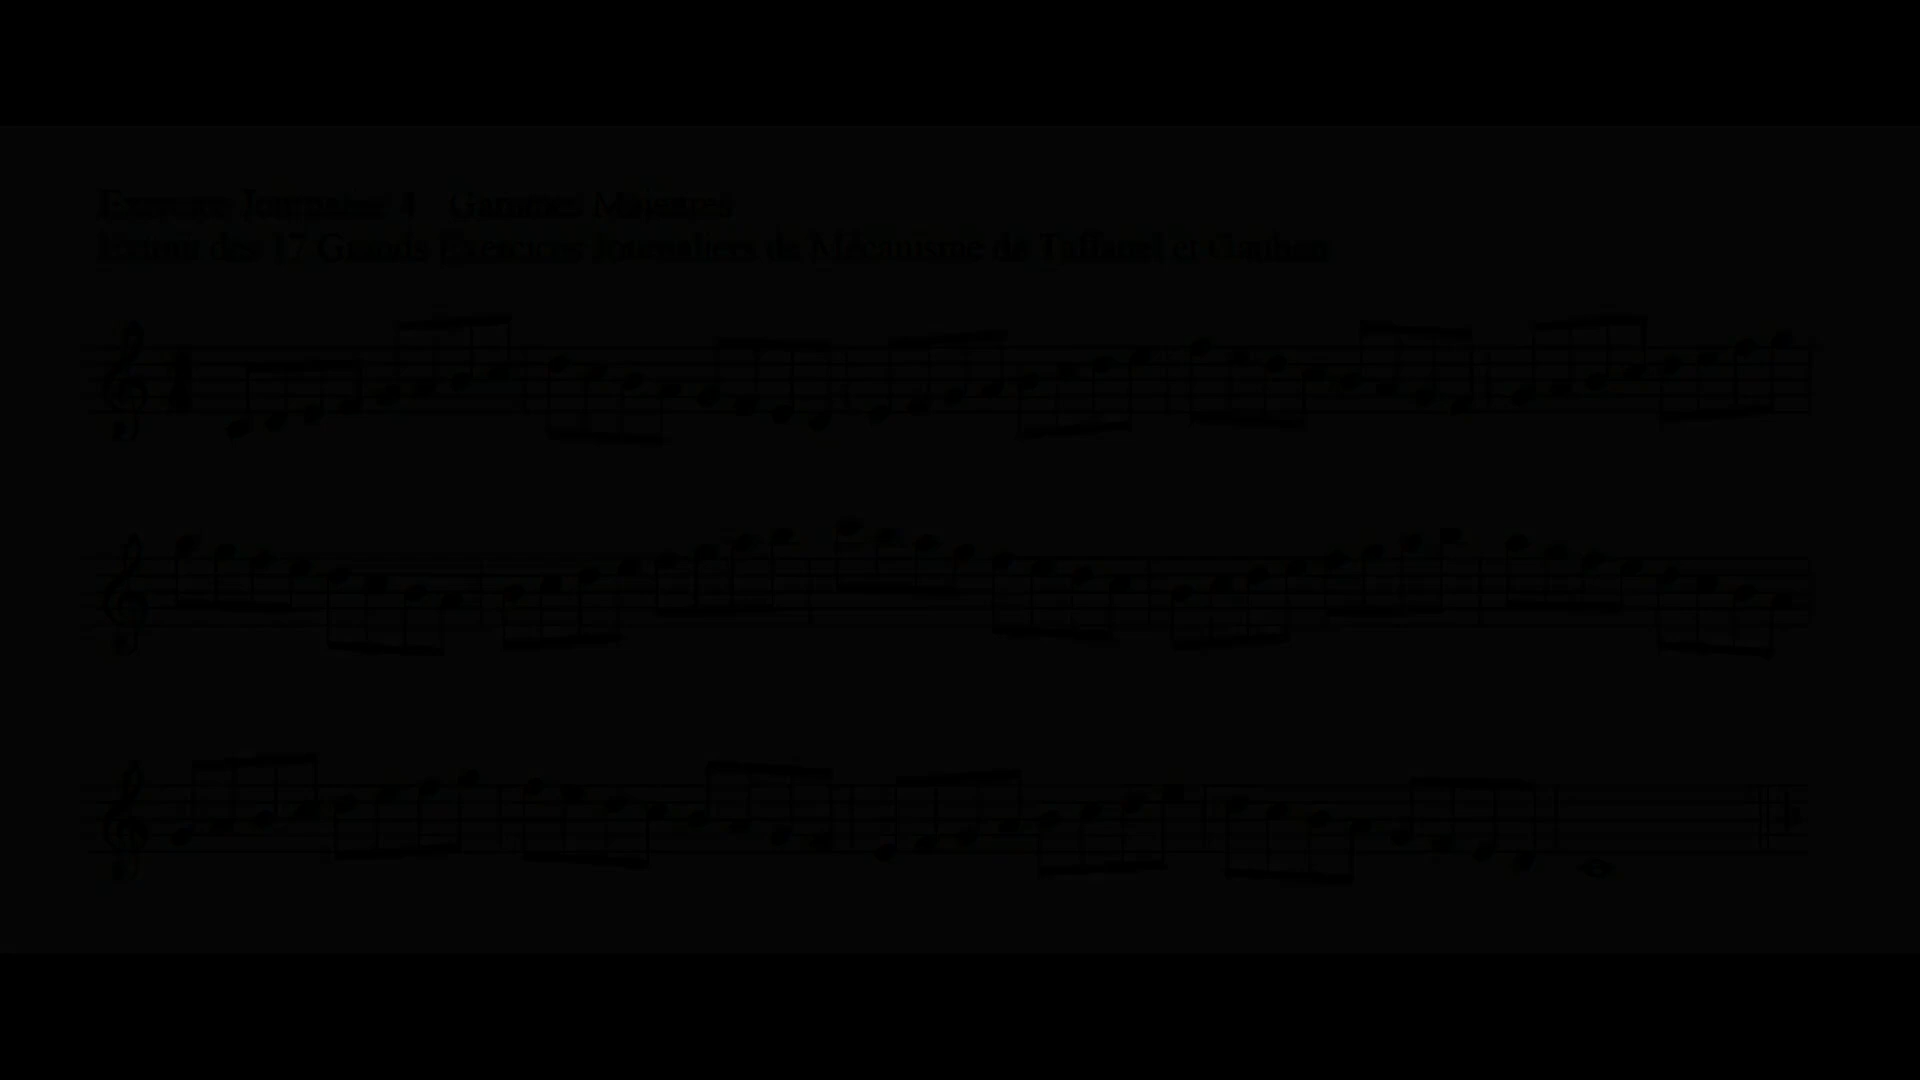 Exercice Journalier 4 - Gammes Majeures
Extrait des 17 Grands Exercices Journaliers de Mécanisme de Taffanel et Gaubert